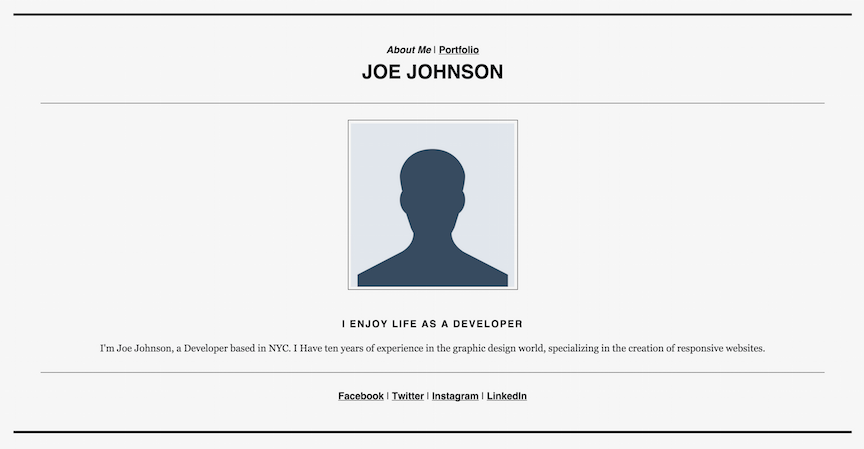 About Me | Portfolio
JOE JOHNSON
I ENJOY LIFE AS A DEVELOPER
I'm Joe Johnson, a Developer based in NYC. I Have ten years of experience in the graphic design world, specializing in the creation of responsive websites.
Facebook | Twitter | Instagram | LinkedIn